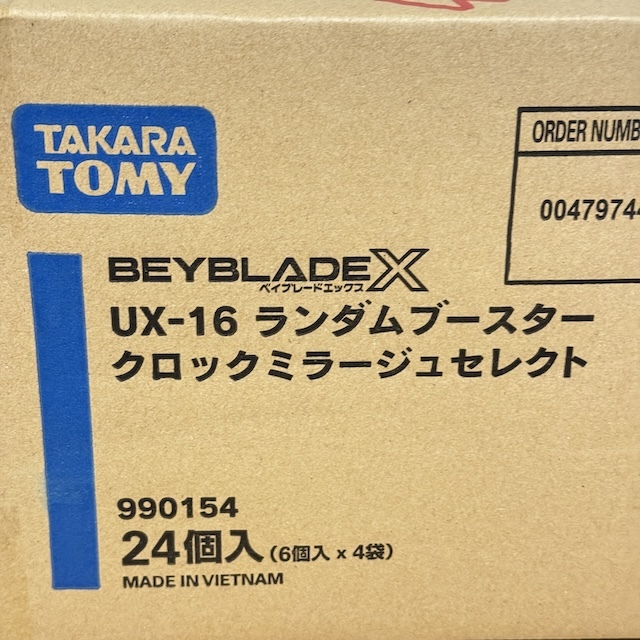 TAKARA
TOMY
ORDER NUMB
0047974
BEYBLADE X
ベイブレードエックス
UX-16 ランダムブースター
クロックミラージュセレクト
990154
24個入 (6個入 x 4袋)
MADE IN VIETNAM